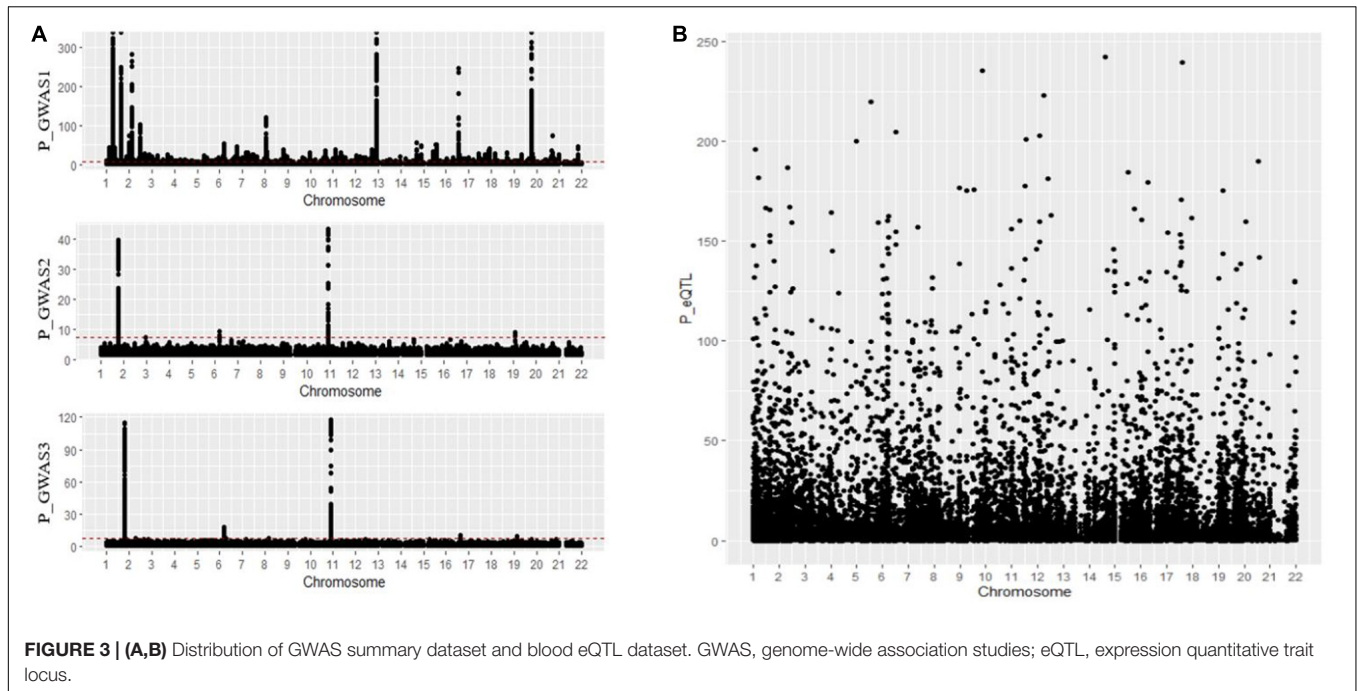 A
P_GWAS1
300
200
100
0
1 2 3 4 5 6 7 8 9 10 11 12 13 14 15 16 17 18 19 20 21 22
Chromosome
P_GWAS2
40
30
20
10
0
1 2 3 4 5 6 7 8 9 10 11 12 13 14 15 16 17 18 19 20 21 22
Chromosome
P_GWAS3
120
90
60
30
0
1 2 3 4 5 6 7 8 9 10 11 12 13 14 15 16 17 18 19 20 21 22
Chromosome
B
P_eQTL
250
200
150
100
50
0
1 2 3 4 5 6 7 8 9 10 11 12 13 14 15 16 17 18 19 20 21 22
Chromosome
FIGURE 3 | (A,B) Distribution of GWAS summary dataset and blood eQTL dataset. GWAS, genome-wide association studies; eQTL, expression quantitative trait
locus.